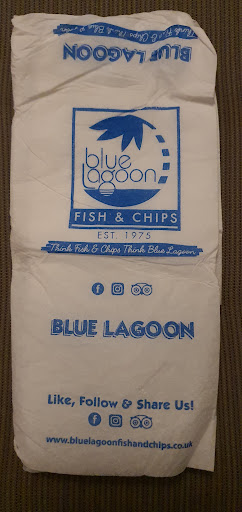 Think Fish & Chips Think Blue Lagoon
BLUE LAGOON
blue
lagoon
FISH & CHIPS
EST. 1975
Think Fish & Chips Think Blue Lagoon
BLUE LAGOON
Like, Follow & Share Us!
www.bluelagoonfishandchips.co.uk